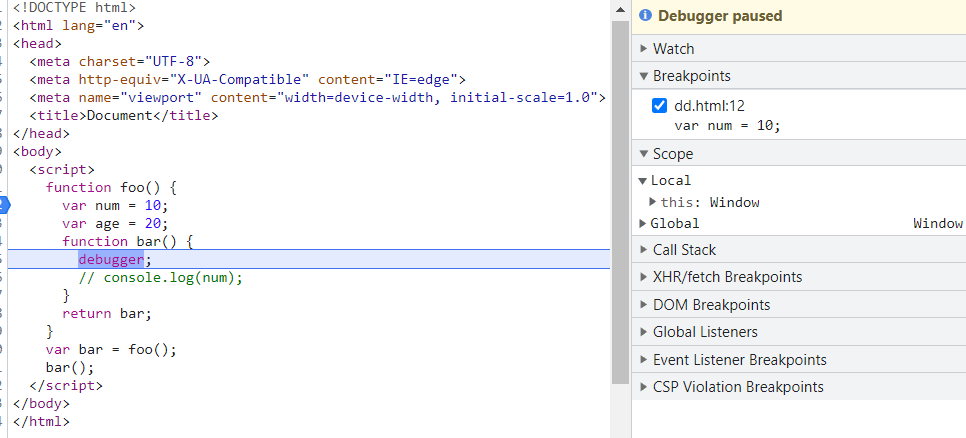 <!DOCTYPE html>
<html lang="en">
<head>
<meta charset="UTF-8">
<meta http-equiv="X-UA-Compatible" content="IE=edge">
<meta name="viewport" content="width=device-width, initial-scale=1.0">
<title>Document</title>
</head>
<body>
<script>
function foo() {
var num = 10;
var age = 20;
function bar() {
debugger;
// console.log(num);
}
return bar;
}
var bar = foo();
bar();
</script>
</body>
</html>
Debugger paused
Watch
Breakpoints
dd.html:12
var num = 10;
Scope
Local
this: Window
Global Window
Call Stack
XHR/fetch Breakpoints
DOM Breakpoints
Global Listeners
Event Listener Breakpoints
CSP Violation Breakpoints